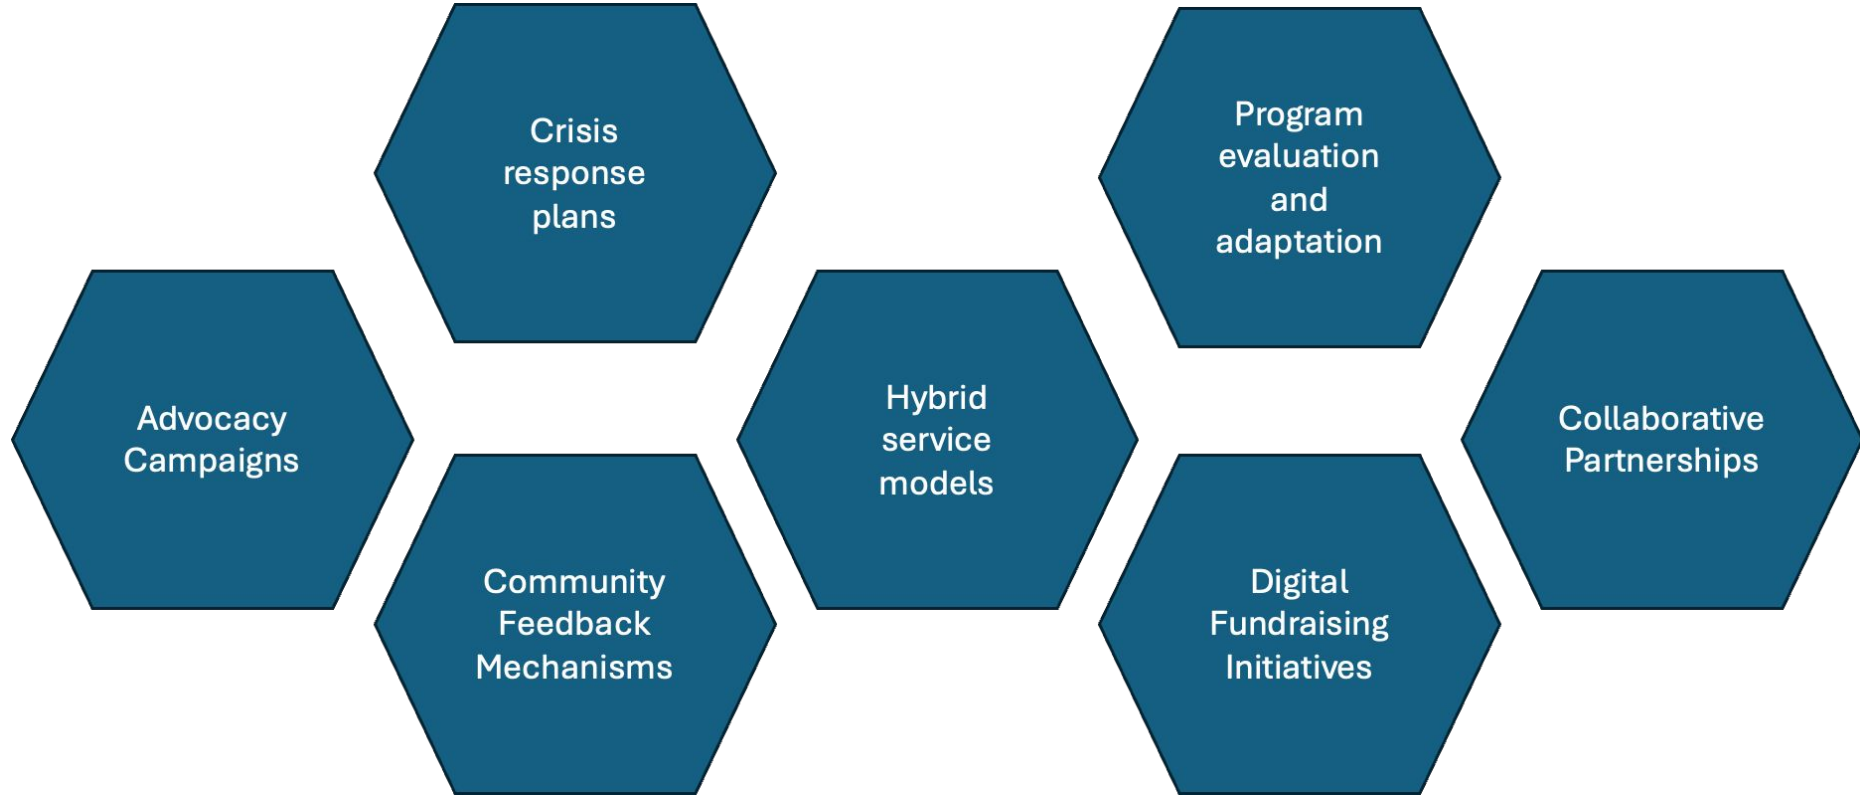 Crisis
response
plans
Program
evaluation
and
adaptation
Advocacy
Campaigns
Hybrid
service
models
Collaborative
Partnerships
Community
Feedback
Mechanisms
Digital
Fundraising
Initiatives